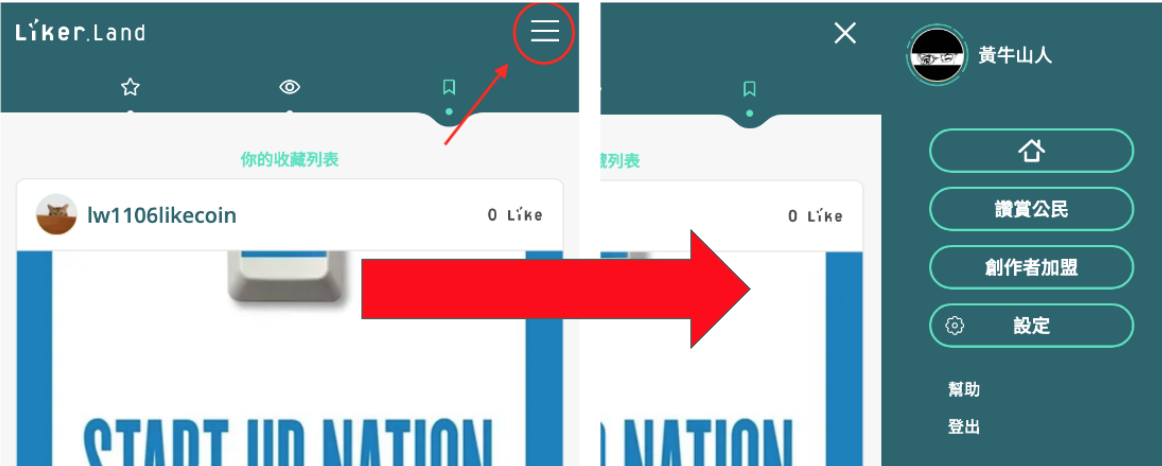 Liker.Land
你的收藏列表
lw1106likecoin
0 Like
START UP NATION
藏列表
0 Like
NATION
黃牛山人
讚賞公民
創作者加盟
設定
幫助
登出